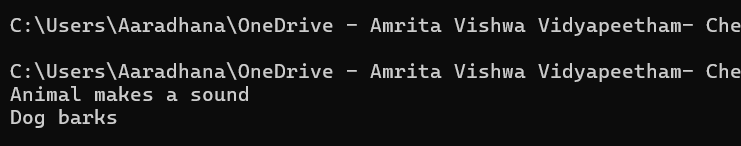 C:\Users\Aaradhana\OneDrive - Amrita Vishwa Vidyapeetham- Che
C:\Users\Aaradhana\OneDrive - Amrita Vishwa Vidyapeetham- Che
Animal makes a sound
Dog barks